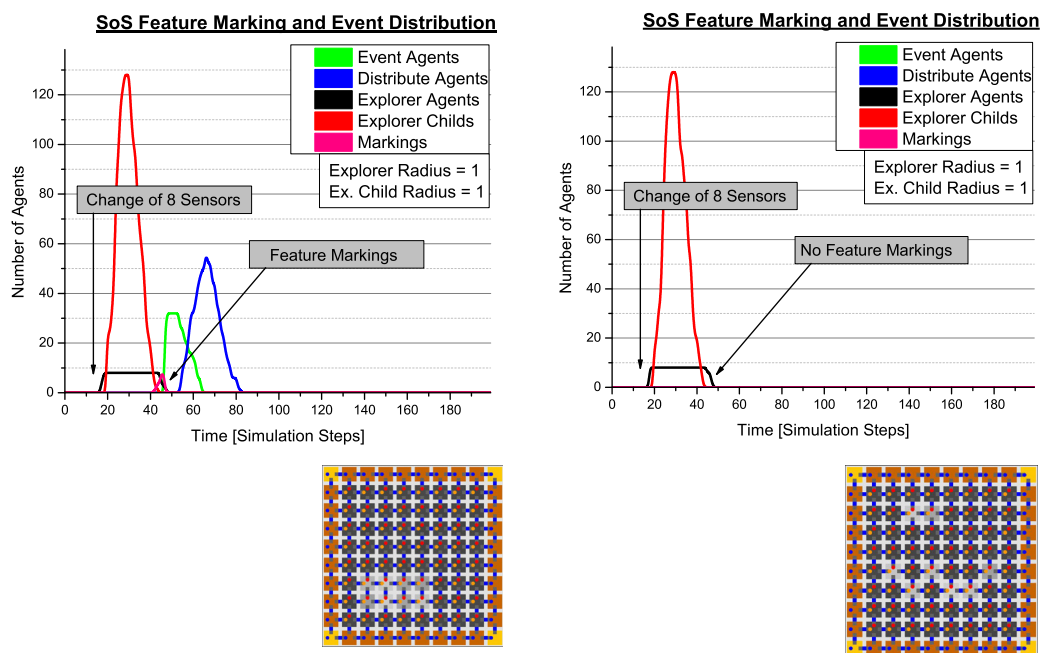 SoS Feature Marking and Event Distribution
Event Agents
Distribute Agents
Explorer Agents
Explorer Childs
Markings
Explorer Radius = 1
Ex. Child Radius = 1
Change of 8 Sensors
Feature Markings
Number of Agents
120
100
80
60
40
20
0
0 20 40 60 80 100 120 140 160 180
Time [Simulation Steps]
SoS Feature Marking and Event Distribution
Event Agents
Distribute Agents
Explorer Agents
Explorer Childs
Markings
Explorer Radius = 1
Ex. Child Radius = 1
Change of 8 Sensors
No Feature Markings
Number of Agents
120
100
80
60
40
20
0
0 20 40 60 80 100 120 140 160 180
Time [Simulation Steps]